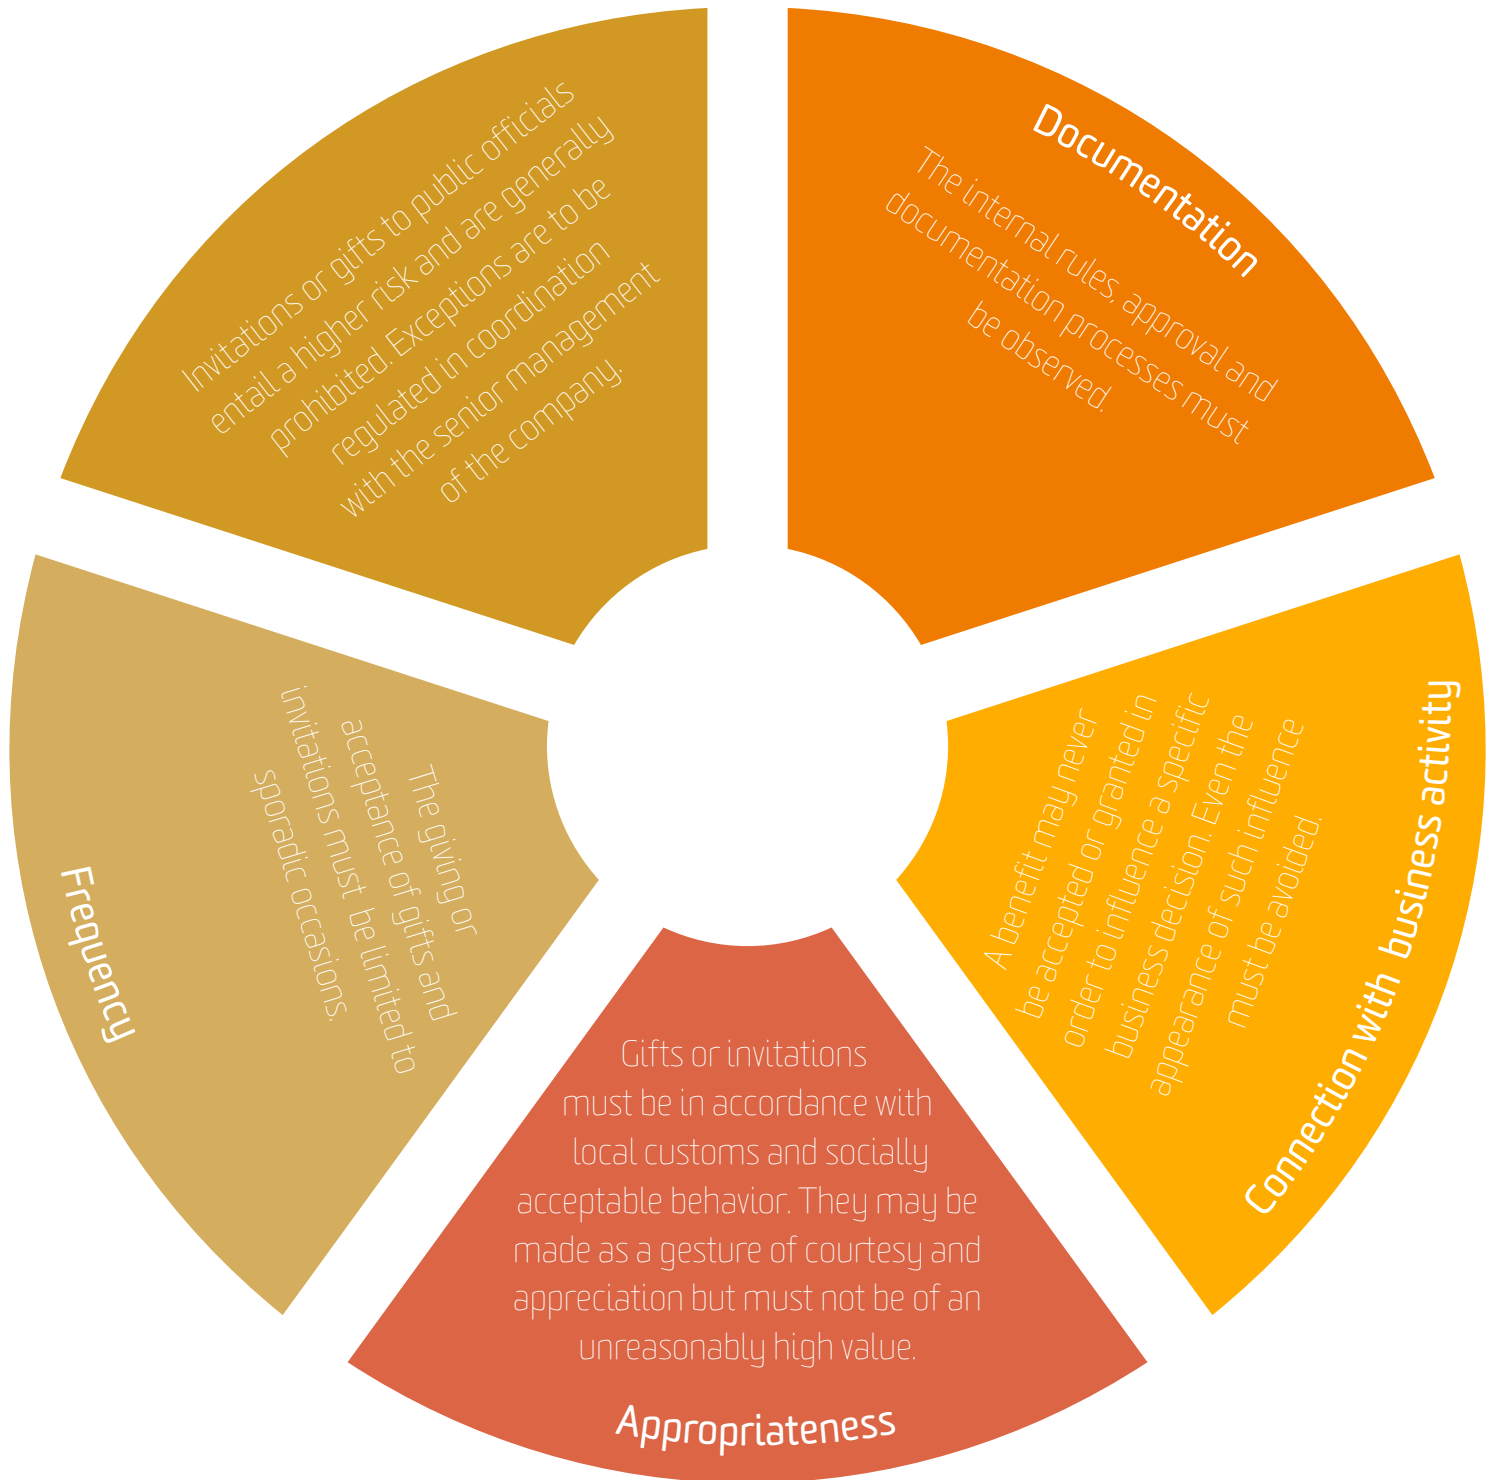 Documentation
The internal rules, approval and
documentation processes must
be observed.
Connection with business activity
A benefit may never
be accepted or granted in
order to influence a specific
business decision. Even the
appearance of such influence
must be avoided.
Gifts or invitations
must be in accordance with
local customs and socially
acceptable behavior. They may be
made as a gesture of courtesy and
appreciation but must not be of an
unreasonably high value.
Appropriateness
Frequency
The giving or
acceptance of gifts and
invitations must be limited to
sporadic occasions.
Invitations or gifts to public officials
entail a higher risk and are generally
prohibited. Exceptions are to be
regulated in coordination
with the senior management
of the company.